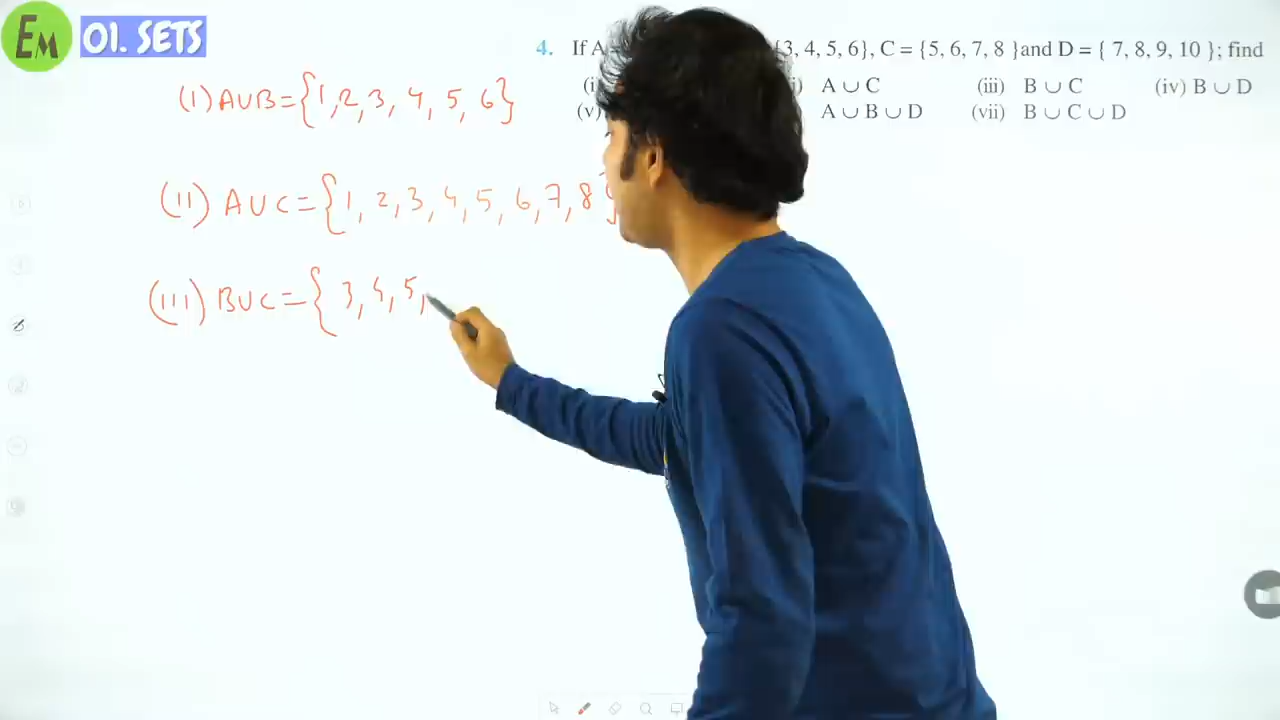 Em 01. SETS
4. If A = {3, 4, 5, 6}, C = {5, 6, 7, 8 }and D = { 7, 8, 9, 10 }; find
(i A ∪ C (iii) B ∪ C (iv) B ∪ D
(v) A ∪ B ∪ D (vii) B ∪ C ∪ D
(I) A∪B={1,2,3, 4, 5, 6}
(II) A∪C={1, 2,3, 4,5, 6,7,8}
(III) B∪C={ 3,4,5,